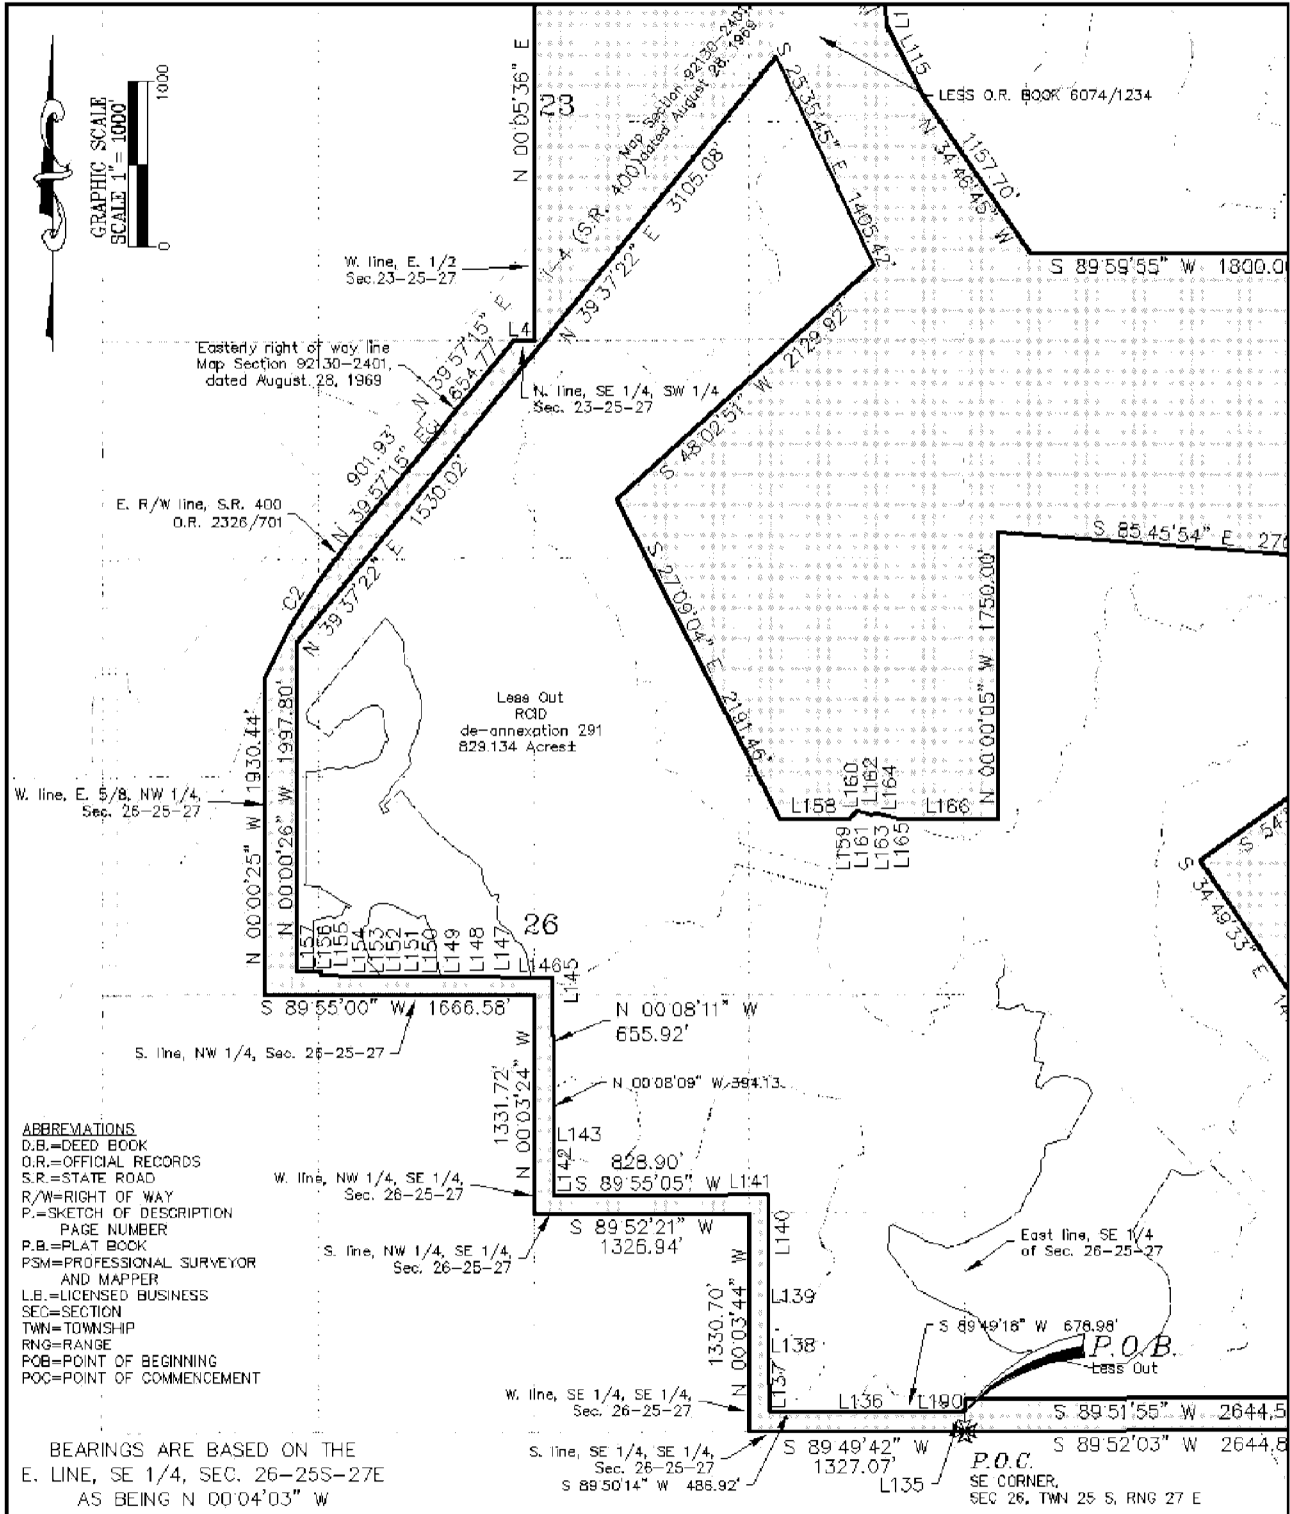 GRAPHIC SCALE
SCALE 1"= 1000'
0
1000
N 00°05'36" E
23
Map Section 92130-2401
dated August 28, 1969
I-4 (S.R. 400)
N 39°37'22" E
3105.08'
S 25°35'45" E
1405.42'
L115
LESS O.R. BOOK 6074/1234
1157.70'
N 34°46'45" W
S 89°59'55" W
W. line, E. 1/2
Sec.23-25-27
L4
Easterly right of way line
Map Section 92130-2401,
dated August 28, 1969
N 39°57'15" E
654.77'
N. line, SE 1/4, SW 1/4
Sec. 23-25-27
S 48°02'51" W
2129.92'
901.93'
N 39°57'15" E
1530.02
N 39°37'22" E
E. R/W line, S.R. 400
O.R. 2326/701
C2
S 85°45'54" E
S 27°09'04" E
2191.46'
N 00°00'05" W
1750.00'
Less Out
RCID
de-annexation 291
829.134 Acres±
1930.44'
N 00°00'25" W
1997.80'
N 00°00'26" W
W. line, E. 5/8, NW 1/4,
Sec. 26-25-27
L158
L160
L162
L164
L166
L159
L161
L163
L165
S 34°49'33" E
26
L157
L156
L155
L154
L153
L152
L151
L150
L149
L148
L147
L146
L145
S 89°55'00" W 1666.58'
N 00°08'11" W
655.92'
S. line, NW 1/4, Sec. 26-25-27
N 00°08'09" W 394.13
1331.72'
N 00°03'24" W
L143
L142
828.90'
S 89°55'05" W
L141
ABBREVIATIONS
D.B.=DEED BOOK
O.R.=OFFICIAL RECORDS
S.R.=STATE ROAD
R/W=RIGHT OF WAY
P.=SKETCH OF DESCRIPTION
PAGE NUMBER
P.B.=PLAT BOOK
PSM=PROFESSIONAL SURVEYOR
AND MAPPER
L.B.=LICENSED BUSINESS
SEC=SECTION
TWN=TOWNSHIP
RNG=RANGE
POB=POINT OF BEGINNING
POC=POINT OF COMMENCEMENT
W. line, NW 1/4, SE 1/4,
Sec. 26-25-27
S 89°52'21" W
1326.94'
S. line, NW 1/4, SE 1/4,
Sec. 26-25-27
L140
East line, SE 1/4
of Sec. 26-25-27
1330.70'
N 00°03'44" W
L139
L138
L137
S 89°49'16" W 678.98'
P.O.B.
Less Out
W. line, SE 1/4, SE 1/4,
Sec. 26-25-27
L136
L190
S 89°51'55" W
S 89°52'03" W
S. line, SE 1/4, SE 1/4,
Sec. 26-25-27
S 89°50'14" W 486.92'
S 89°49'42" W
1327.07'
L135
P.O.C.
SE CORNER,
SEC 26, TWN 25 S, RNG 27 E
BEARINGS ARE BASED ON THE
E. LINE, SE 1/4, SEC. 26-25S-27E
AS BEING N 00°04'03" W